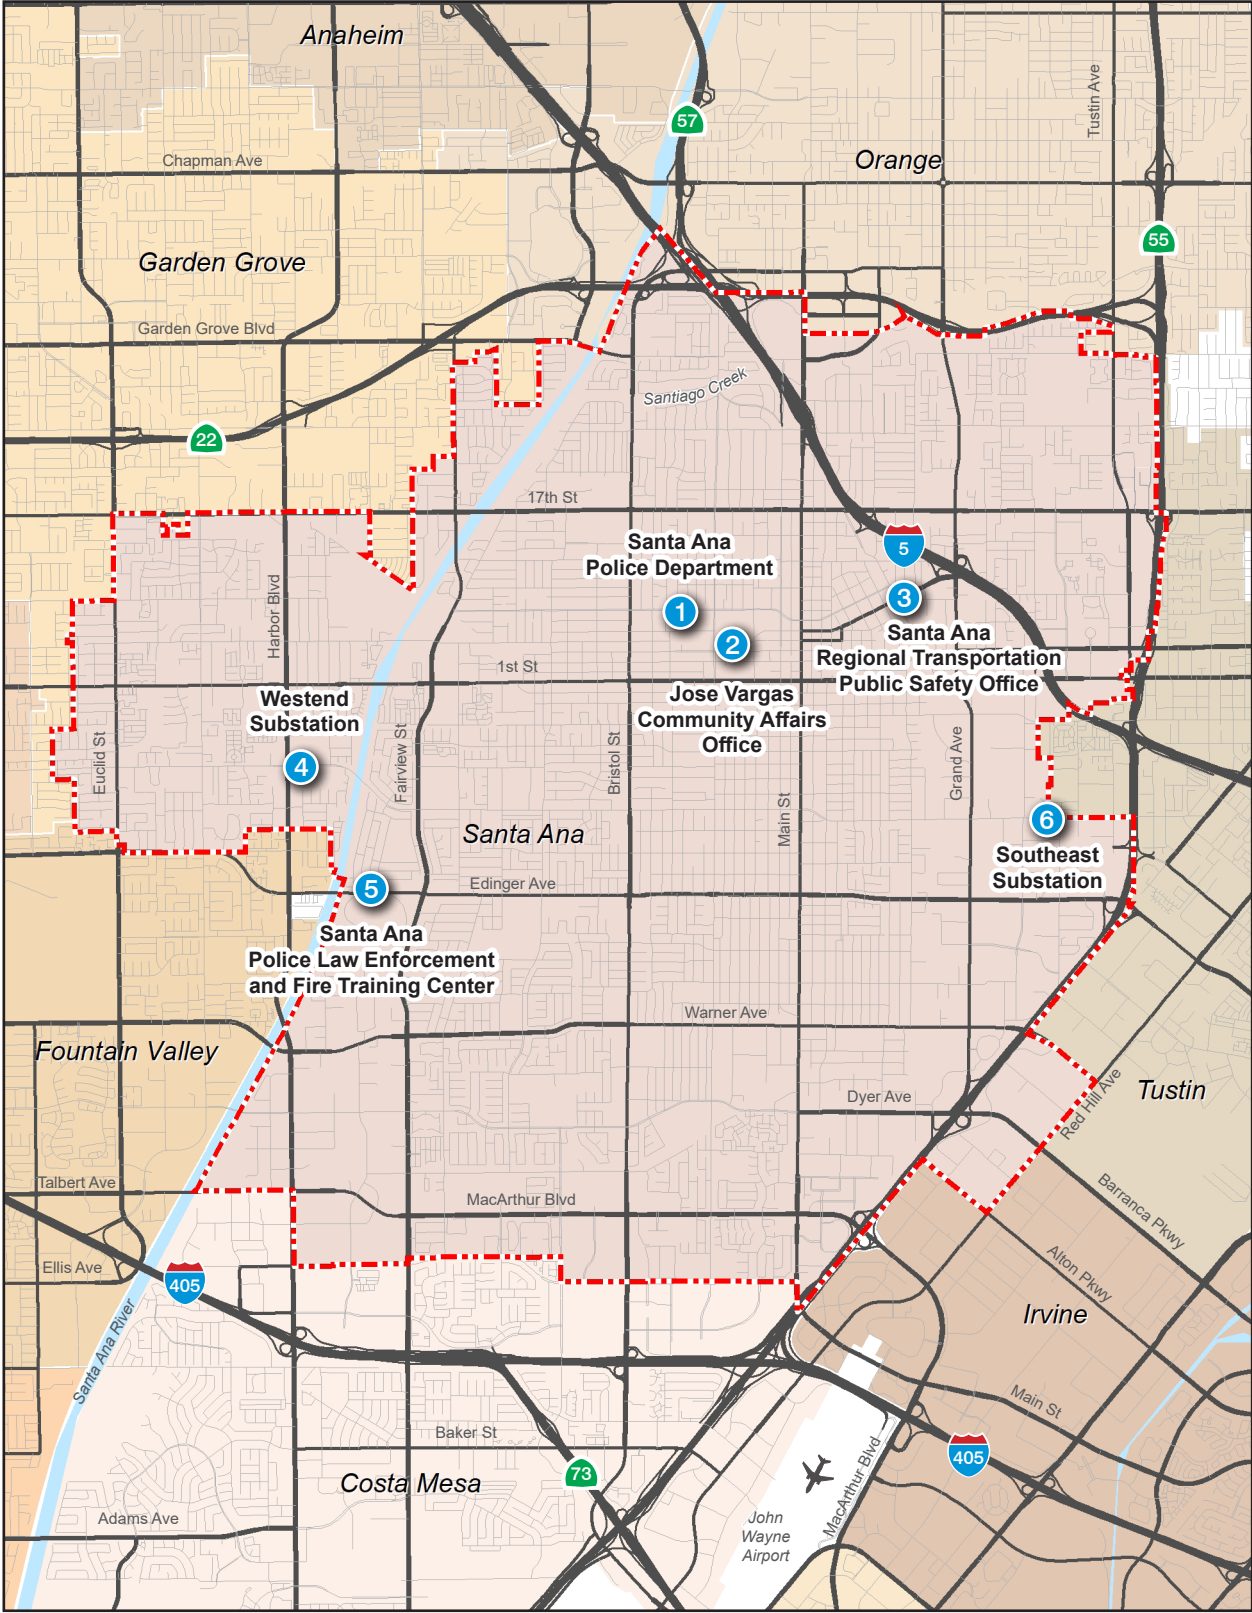 Anaheim
57
Tustin Ave
Chapman Ave
Orange
55
Garden Grove
Garden Grove Blvd
Santiago Creek
22
17th St
Santa Ana
Police Department
5
1
3
2
Harbor Blvd
Santa Ana
Regional Transportation
Public Safety Office
1st St
Westend
Substation
Jose Vargas
Community Affairs
Office
Euclid St
4
Fairview St
Bristol St
Main St
Grand Ave
6
Santa Ana
Southeast
Substation
5
Edinger Ave
Santa Ana
Police Law Enforcement
and Fire Training Center
Warner Ave
Fountain Valley
Dyer Ave
Red Hill Ave
Tustin
Talbert Ave
MacArthur Blvd
Barranca Pkwy
Ellis Ave
405
Alton Pkwy
Irvine
Santa Ana River
Main St
Baker St
405
73
Costa Mesa
MacArthur Blvd
Adams Ave
John
Wayne
Airport